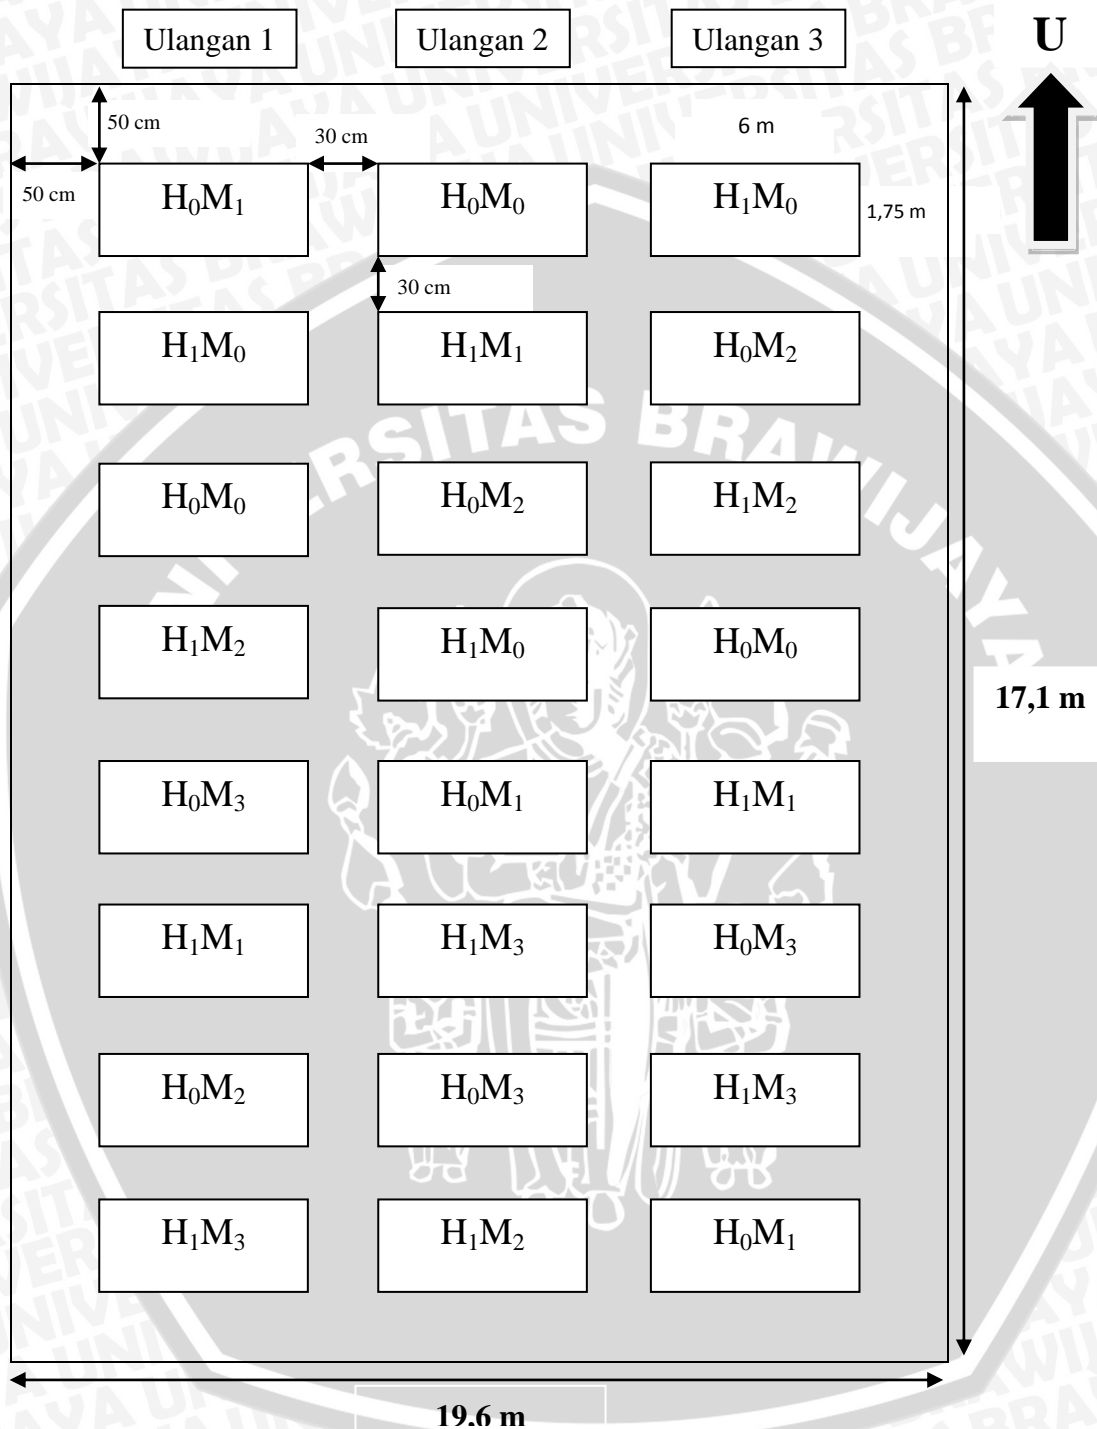 Ulangan 1 Ulangan 2 Ulangan 3 U
50 cm 30 cm 6 m
50 cm H₀M₁ H₀M₀ H₁M₀ 1,75 m
30 cm
H₁M₀ H₁M₁ H₀M₂
H₀M₀ H₀M₂ H₁M₂
H₁M₂ H₁M₀ H₀M₀
17,1 m
H₀M₃ H₀M₁ H₁M₁
H₁M₁ H₁M₃ H₀M₃
H₀M₂ H₀M₃ H₁M₃
H₁M₃ H₁M₂ H₀M₁
19,6 m
UNIVERSITAS BRAWIJAYA